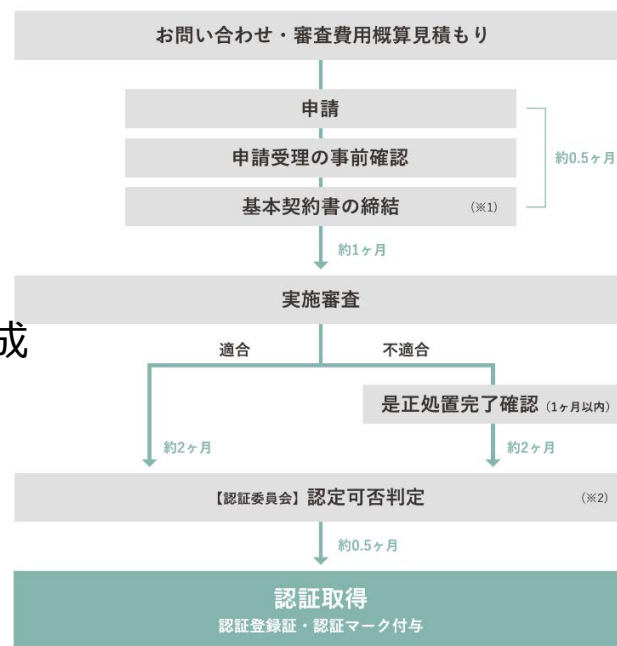 お問い合わせ・審査費用概算見積もり
申請
申請受理の事前確認
約0.5ヶ月
基本契約書の締結 (※1)
約1ヶ月
実施審査
成
適合 不適合
是正処置完了確認 (1ヶ月以内)
約2ヶ月 約2ヶ月
【認証委員会】認定可否判定 (※2)
約0.5ヶ月
認証取得
認証登録証・認証マーク付与